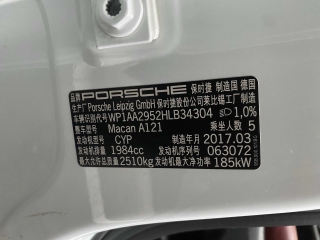 品牌 PORSCHE 保时捷 制造国 德国
生产厂 Porsche Leipzig GmbH 保时捷股份公司莱比锡工厂制造
车辆识别代号 WP1AA2952HLB34304 1,0%
整车型号 Macan A121 乘坐人数 5
发动机型号 CYP 制造年月 2017.03
发动机排量 1984cc 序号 063072
最大允许总质量 2510kg 发动机最大净功率 185kW